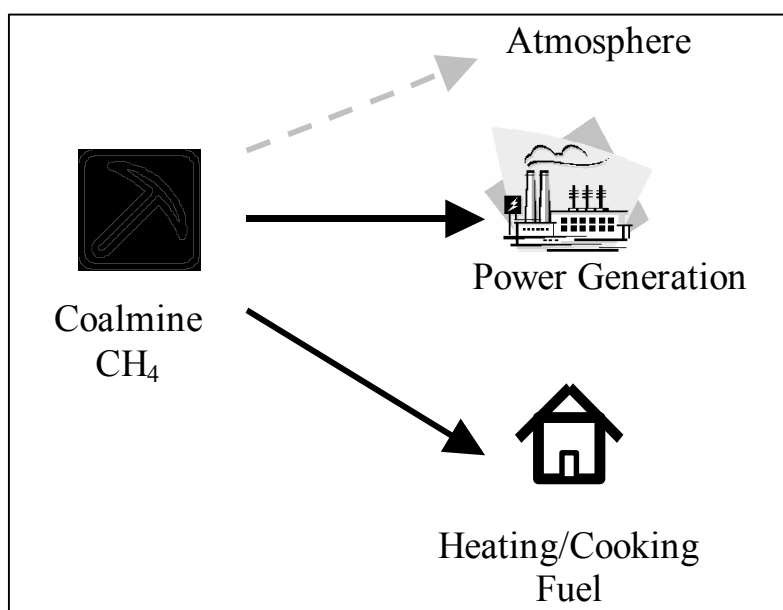 Atmosphere
Power Generation
Coalmine
CH₄
Heating/Cooking
Fuel